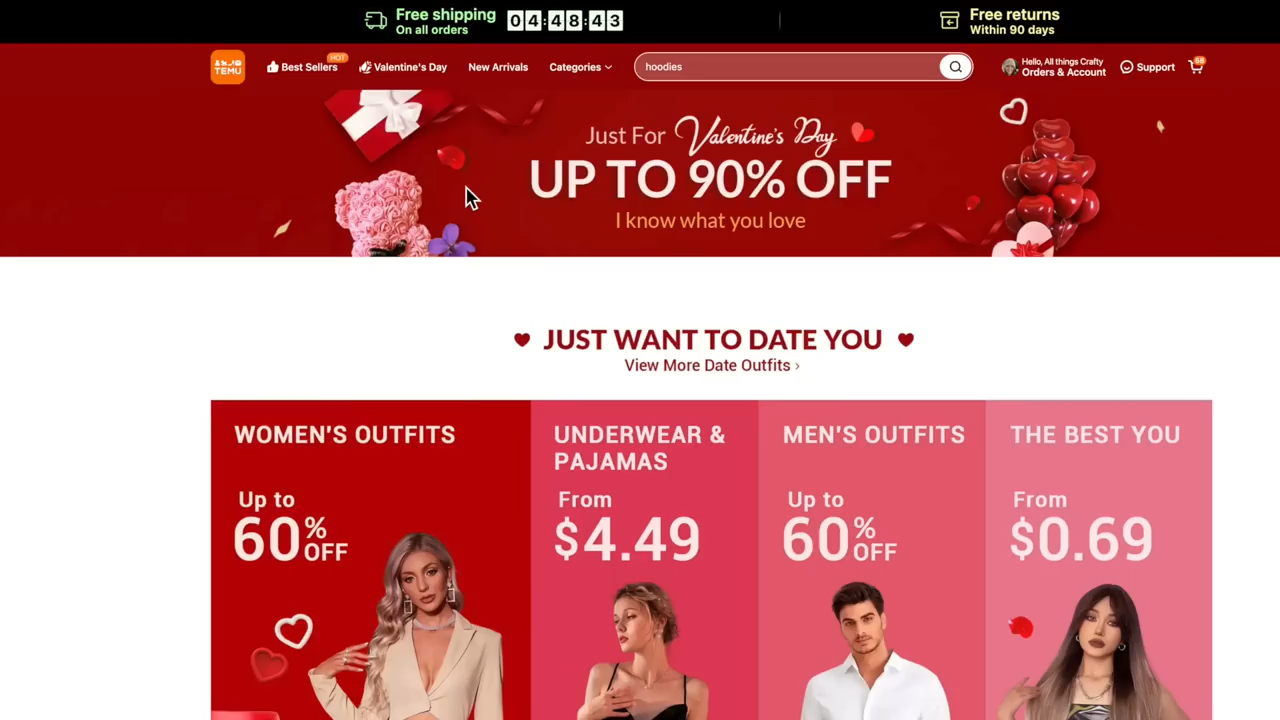 Free shipping
On all orders
04:48:43
Free returns
Within 90 days
TEMU
Best Sellers
HOT
Valentine's Day
New Arrivals
Categories
hoodies
Hello, All things Crafty
Orders & Account
Support
68
Just For Valentine's Day
UP TO 90% OFF
I know what you love
JUST WANT TO DATE YOU
View More Date Outfits ›
WOMEN'S OUTFITS
Up to
60% OFF
UNDERWEAR &
PAJAMAS
From
$4.49
MEN'S OUTFITS
Up to
60% OFF
THE BEST YOU
From
$0.69